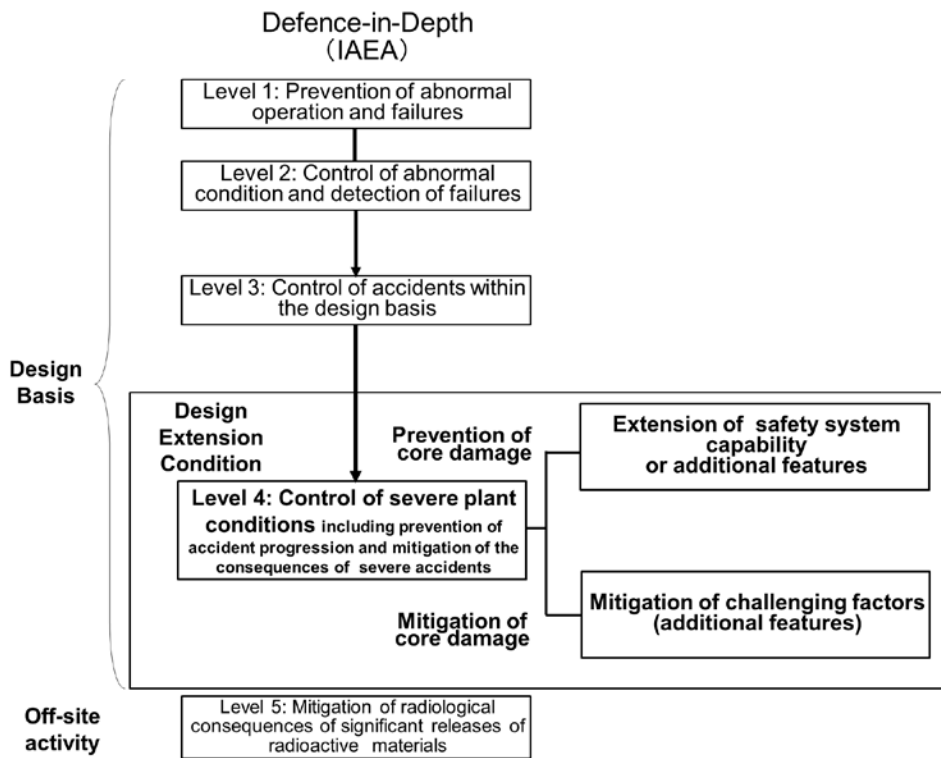 Defence-in-Depth
（IAEA）
Level 1: Prevention of abnormal
operation and failures
Level 2: Control of abnormal
condition and detection of failures
Level 3: Control of accidents within
the design basis
Design
Basis
Design
Extension
Condition
Prevention of
core damage
Extension of safety system
capability
or additional features
Level 4: Control of severe plant
conditions including prevention of
accident progression and mitigation of the
consequences of severe accidents
Mitigation of
core damage
Mitigation of challenging factors
(additional features)
Off-site
activity
Level 5: Mitigation of radiological
consequences of significant releases of
radioactive materials